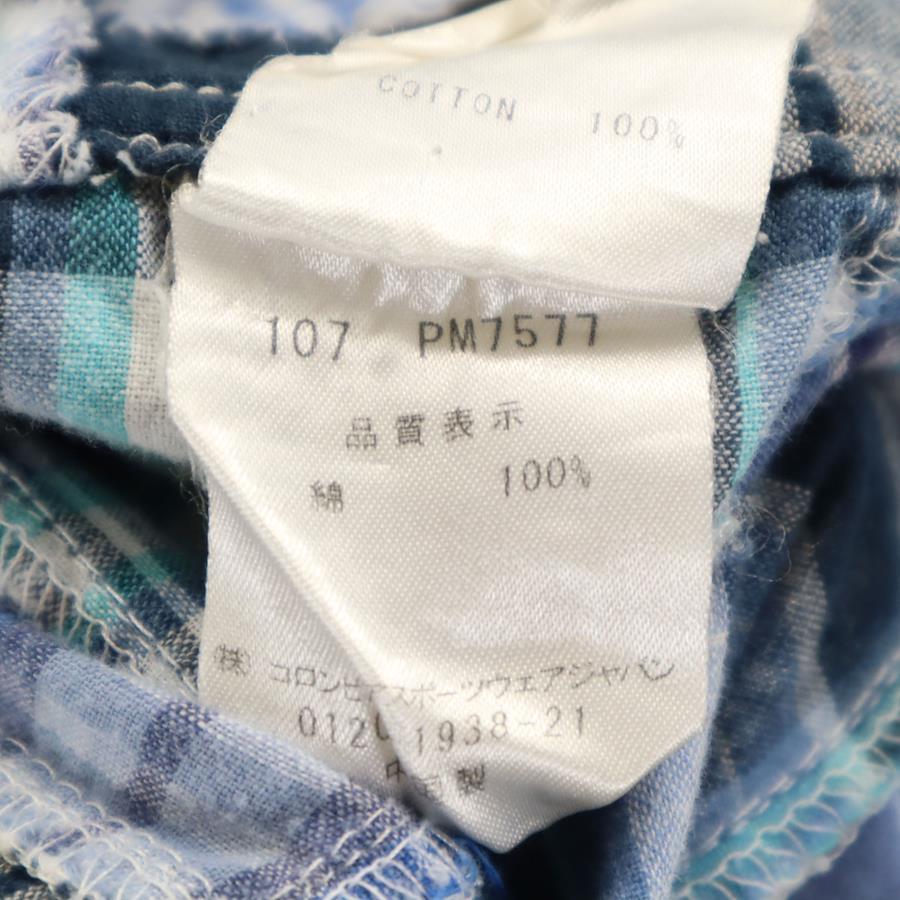 COTTON 100%
107 PM7577
品質表示
綿 100%
(株) コロンビアスポーツウェアジャパン
0120 1938-21
中国製